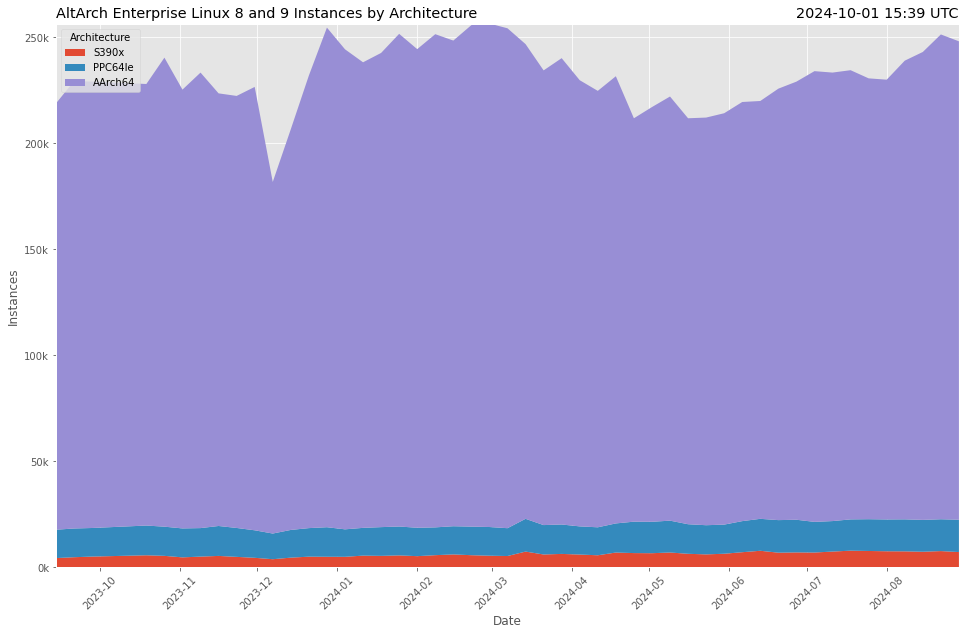 AltArch Enterprise Linux 8 and 9 Instances by Architecture
2024-10-01 15:39 UTC
Architecture
S390x
PPC64le
AArch64
250k
200k
150k
100k
50k
0k
Instances
2023-10
2023-11
2023-12
2024-01
2024-02
2024-03
2024-04
2024-05
2024-06
2024-07
2024-08
Date